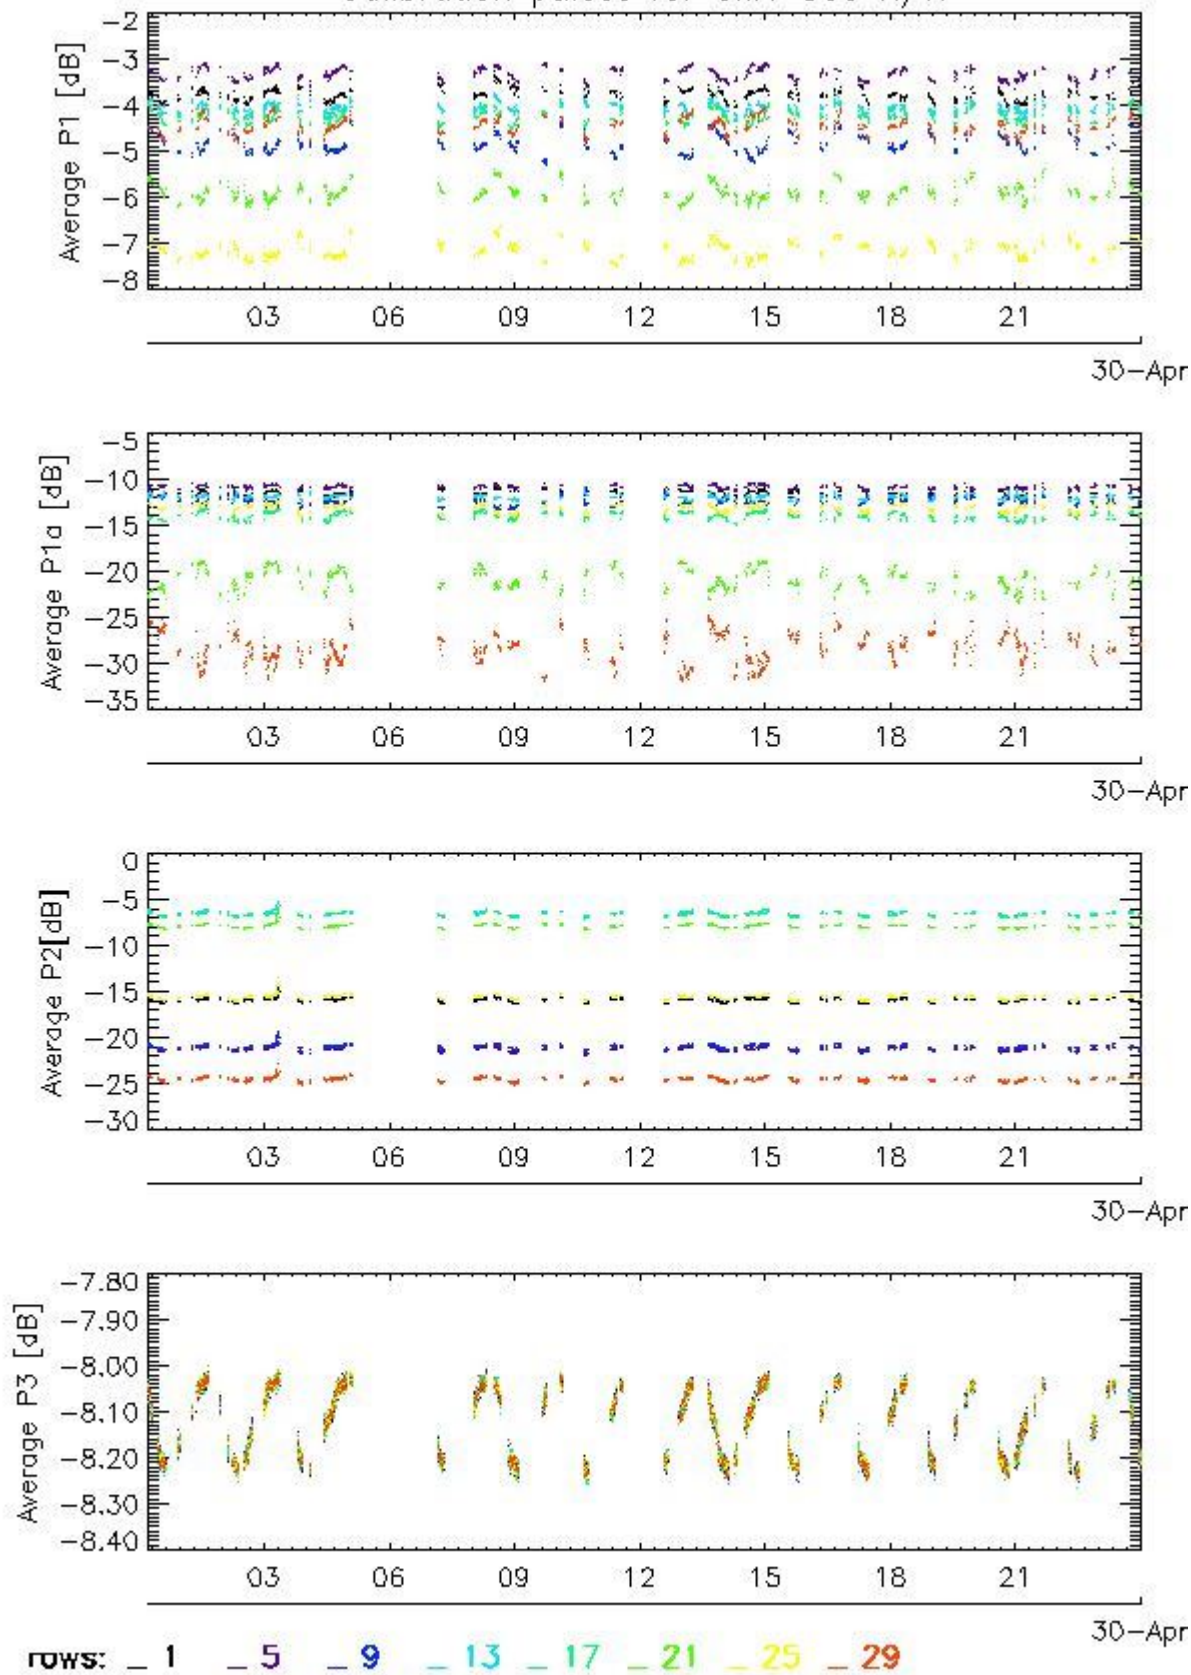 -2
-3
-4
-5
-6
-7
-8
Average P1 [dB]
03 06 09 12 15 18 21
30-Apr
-5
-10
-15
-20
-25
-30
-35
Average P1a [dB]
03 06 09 12 15 18 21
30-Apr
0
-5
-10
-15
-20
-25
-30
Average P2[dB]
03 06 09 12 15 18 21
30-Apr
-7.80
-7.90
-8.00
-8.10
-8.20
-8.30
-8.40
Average P3 [dB]
03 06 09 12 15 18 21
30-Apr
rows: _ 1 _ 5 _ 9 _ 13 _ 17 _ 21 _ 25 _ 29